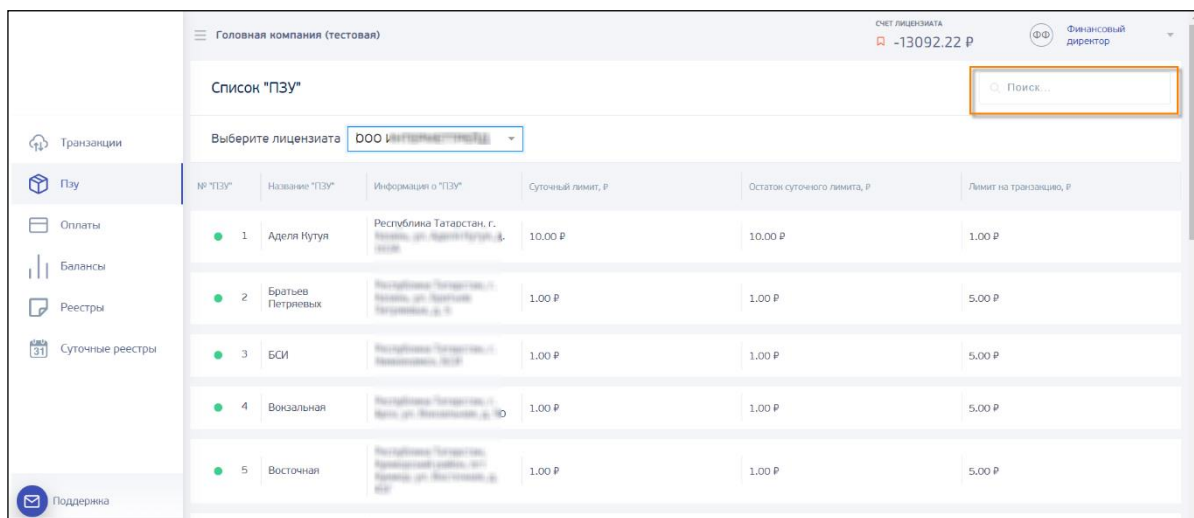 Головная компания (тестовая)
СЧЕТ ЛИЦЕНЗИАТА
-13092.22 ₽
ФФ
Финансовый
директор
Список "ПЗУ"
Поиск...
Транзакции
Выберите лицензиата
ООО
Пзу
№ "ПЗУ" Название "ПЗУ" Информация о "ПЗУ" Суточный лимит, ₽ Остаток суточного лимита, ₽ Лимит на транзакцию, ₽
Оплаты
Республика Татарстан, г.
1 Аделя Кутуя 10.00 ₽ 10.00 ₽ 1.00 ₽
Балансы
2 Братьев
Петряевых 1.00 ₽ 1.00 ₽ 5.00 ₽
Реестры
31 Суточные реестры
3 БСИ 1.00 ₽ 1.00 ₽ 5.00 ₽
4 Вокзальная 1.00 ₽ 1.00 ₽ 5.00 ₽
5 Восточная 1.00 ₽ 1.00 ₽ 5.00 ₽
Поддержка